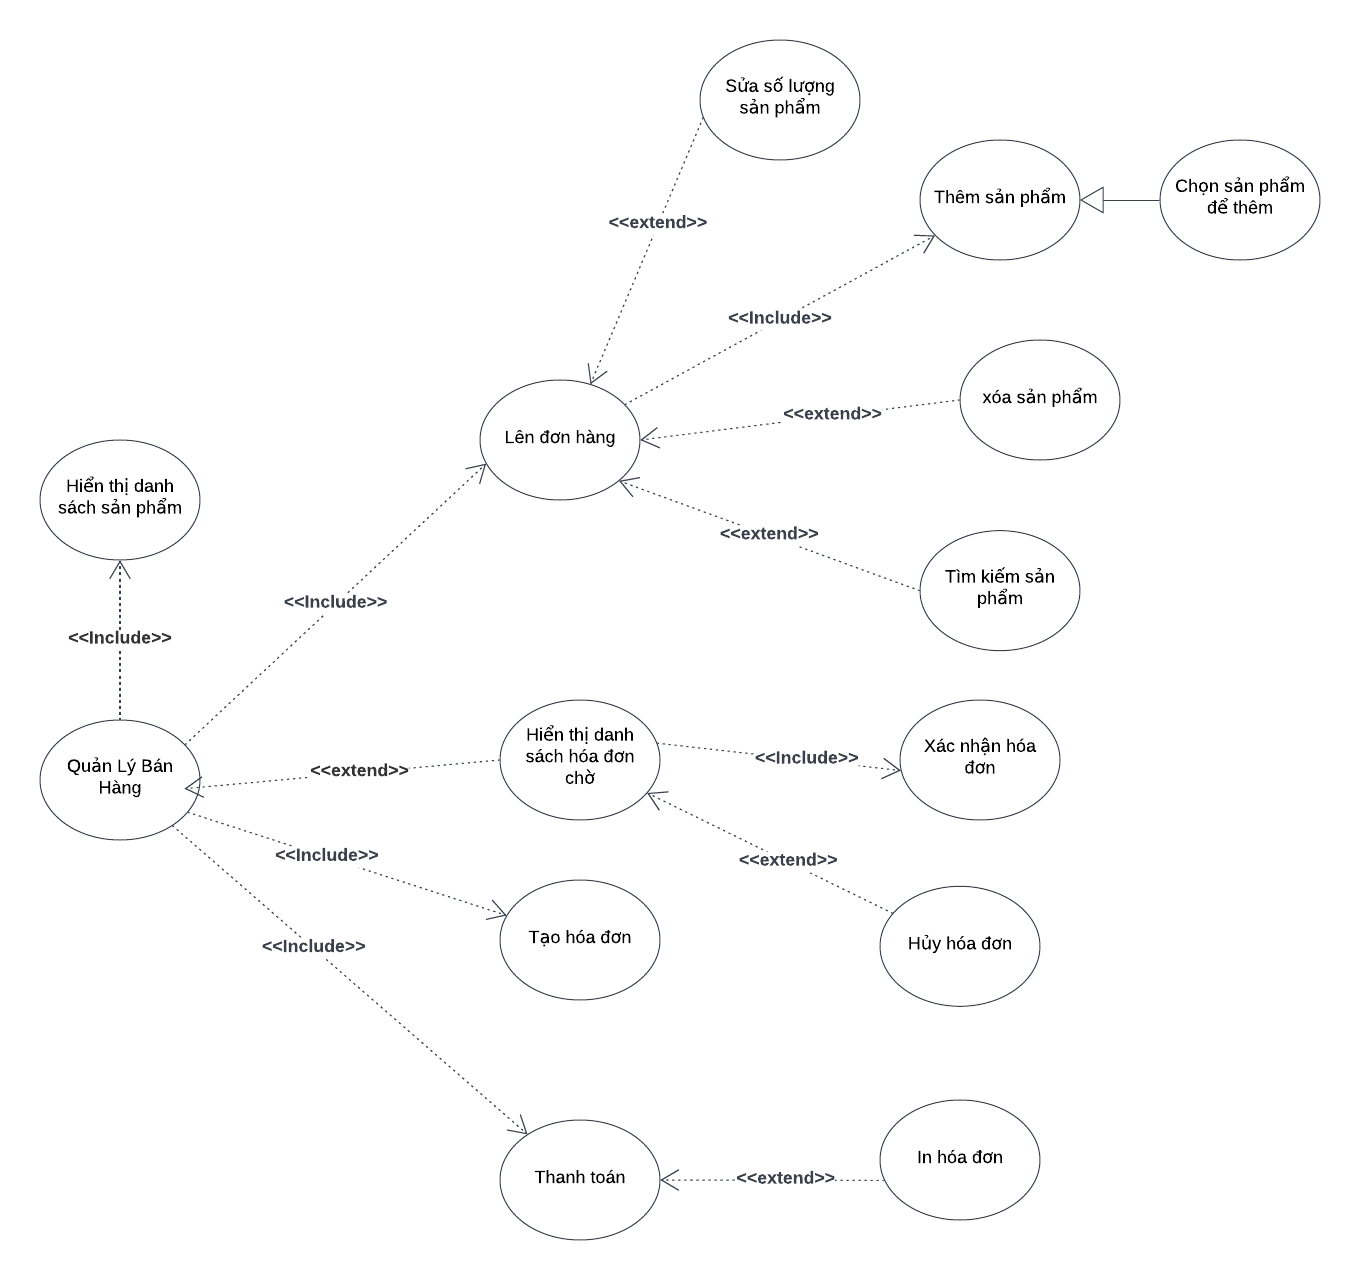 Sửa số lượng
sản phẩm
Thêm sản phẩm
Chọn sản phẩm
để thêm
<<extend>>
<<Include>>
xóa sản phẩm
<<extend>>
Lên đơn hàng
Hiển thị danh
sách sản phẩm
<<extend>>
Tìm kiếm sản
phẩm
<<Include>>
<<Include>>
Quản Lý Bán
Hàng
<<extend>>
Hiển thị danh
sách hóa đơn
chờ
<<Include>>
Xác nhận hóa
đơn
<<Include>>
<<extend>>
Tạo hóa đơn
Hủy hóa đơn
<<Include>>
Thanh toán
<<extend>>
In hóa đơn